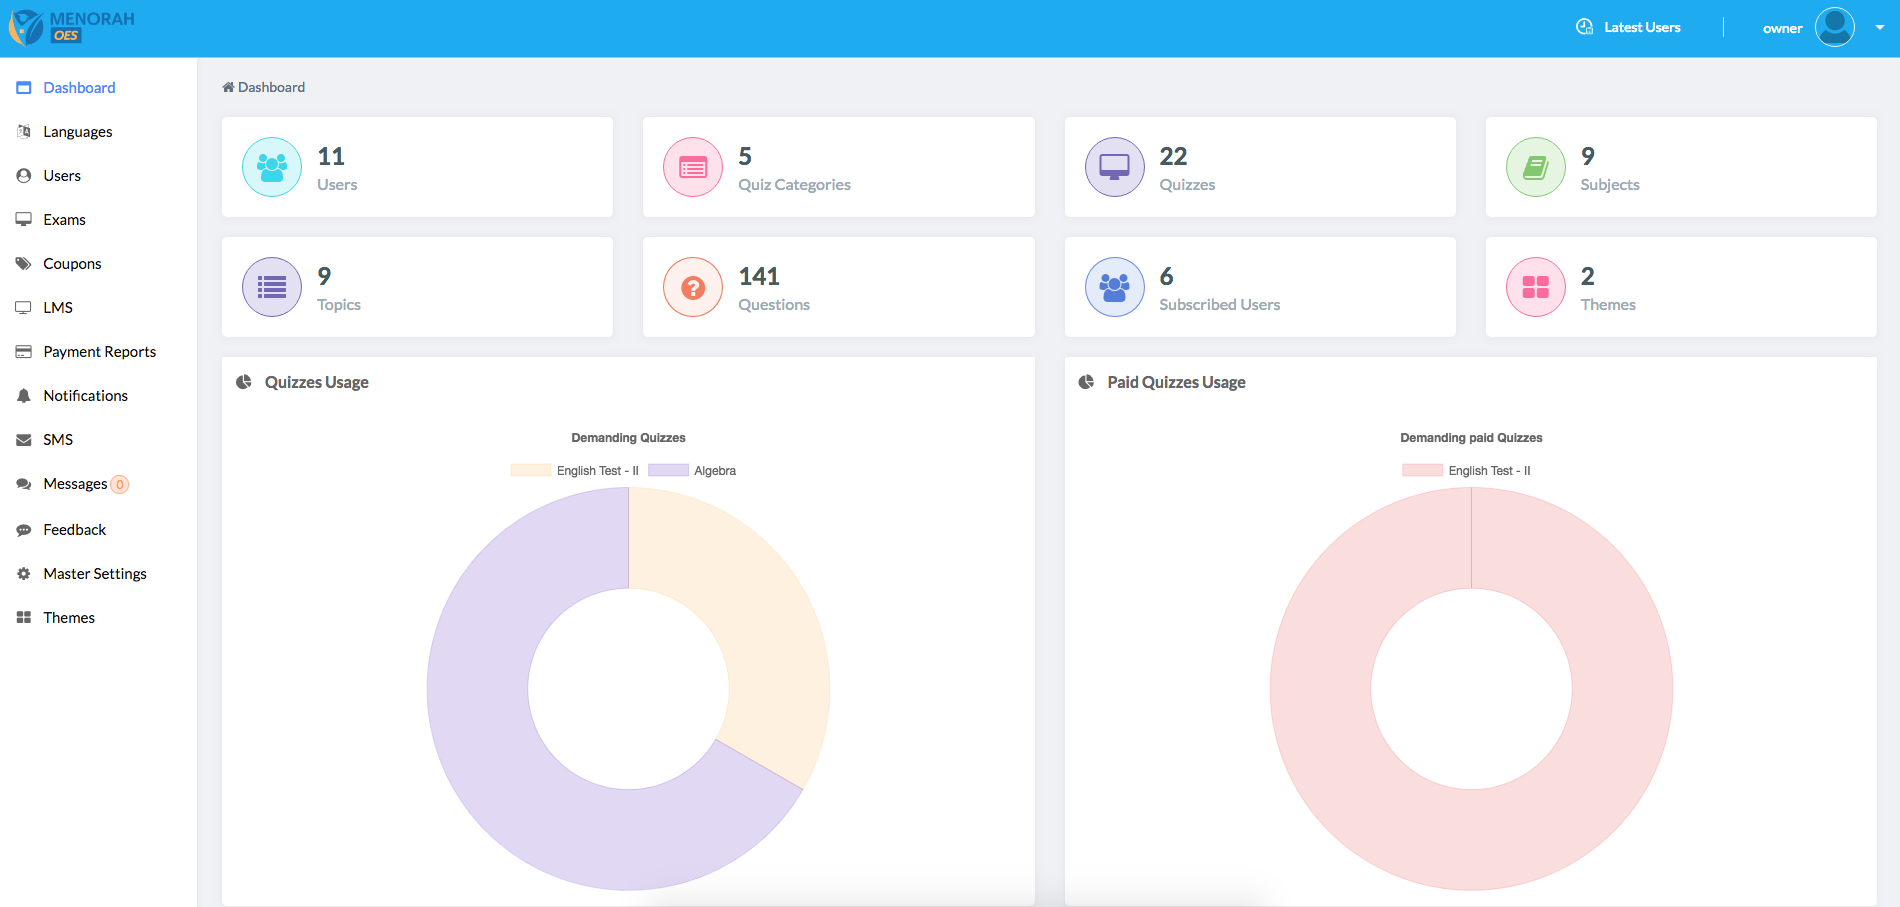 MENORAH
OES
Latest Users
owner
Dashboard
Languages
Users
Exams
Coupons
LMS
Payment Reports
Notifications
SMS
Messages 0
Feedback
Master Settings
Themes
Dashboard
11
Users
5
Quiz Categories
22
Quizzes
9
Subjects
9
Topics
141
Questions
6
Subscribed Users
2
Themes
Quizzes Usage
Demanding Quizzes
English Test - II
Algebra
Paid Quizzes Usage
Demanding paid Quizzes
English Test - II